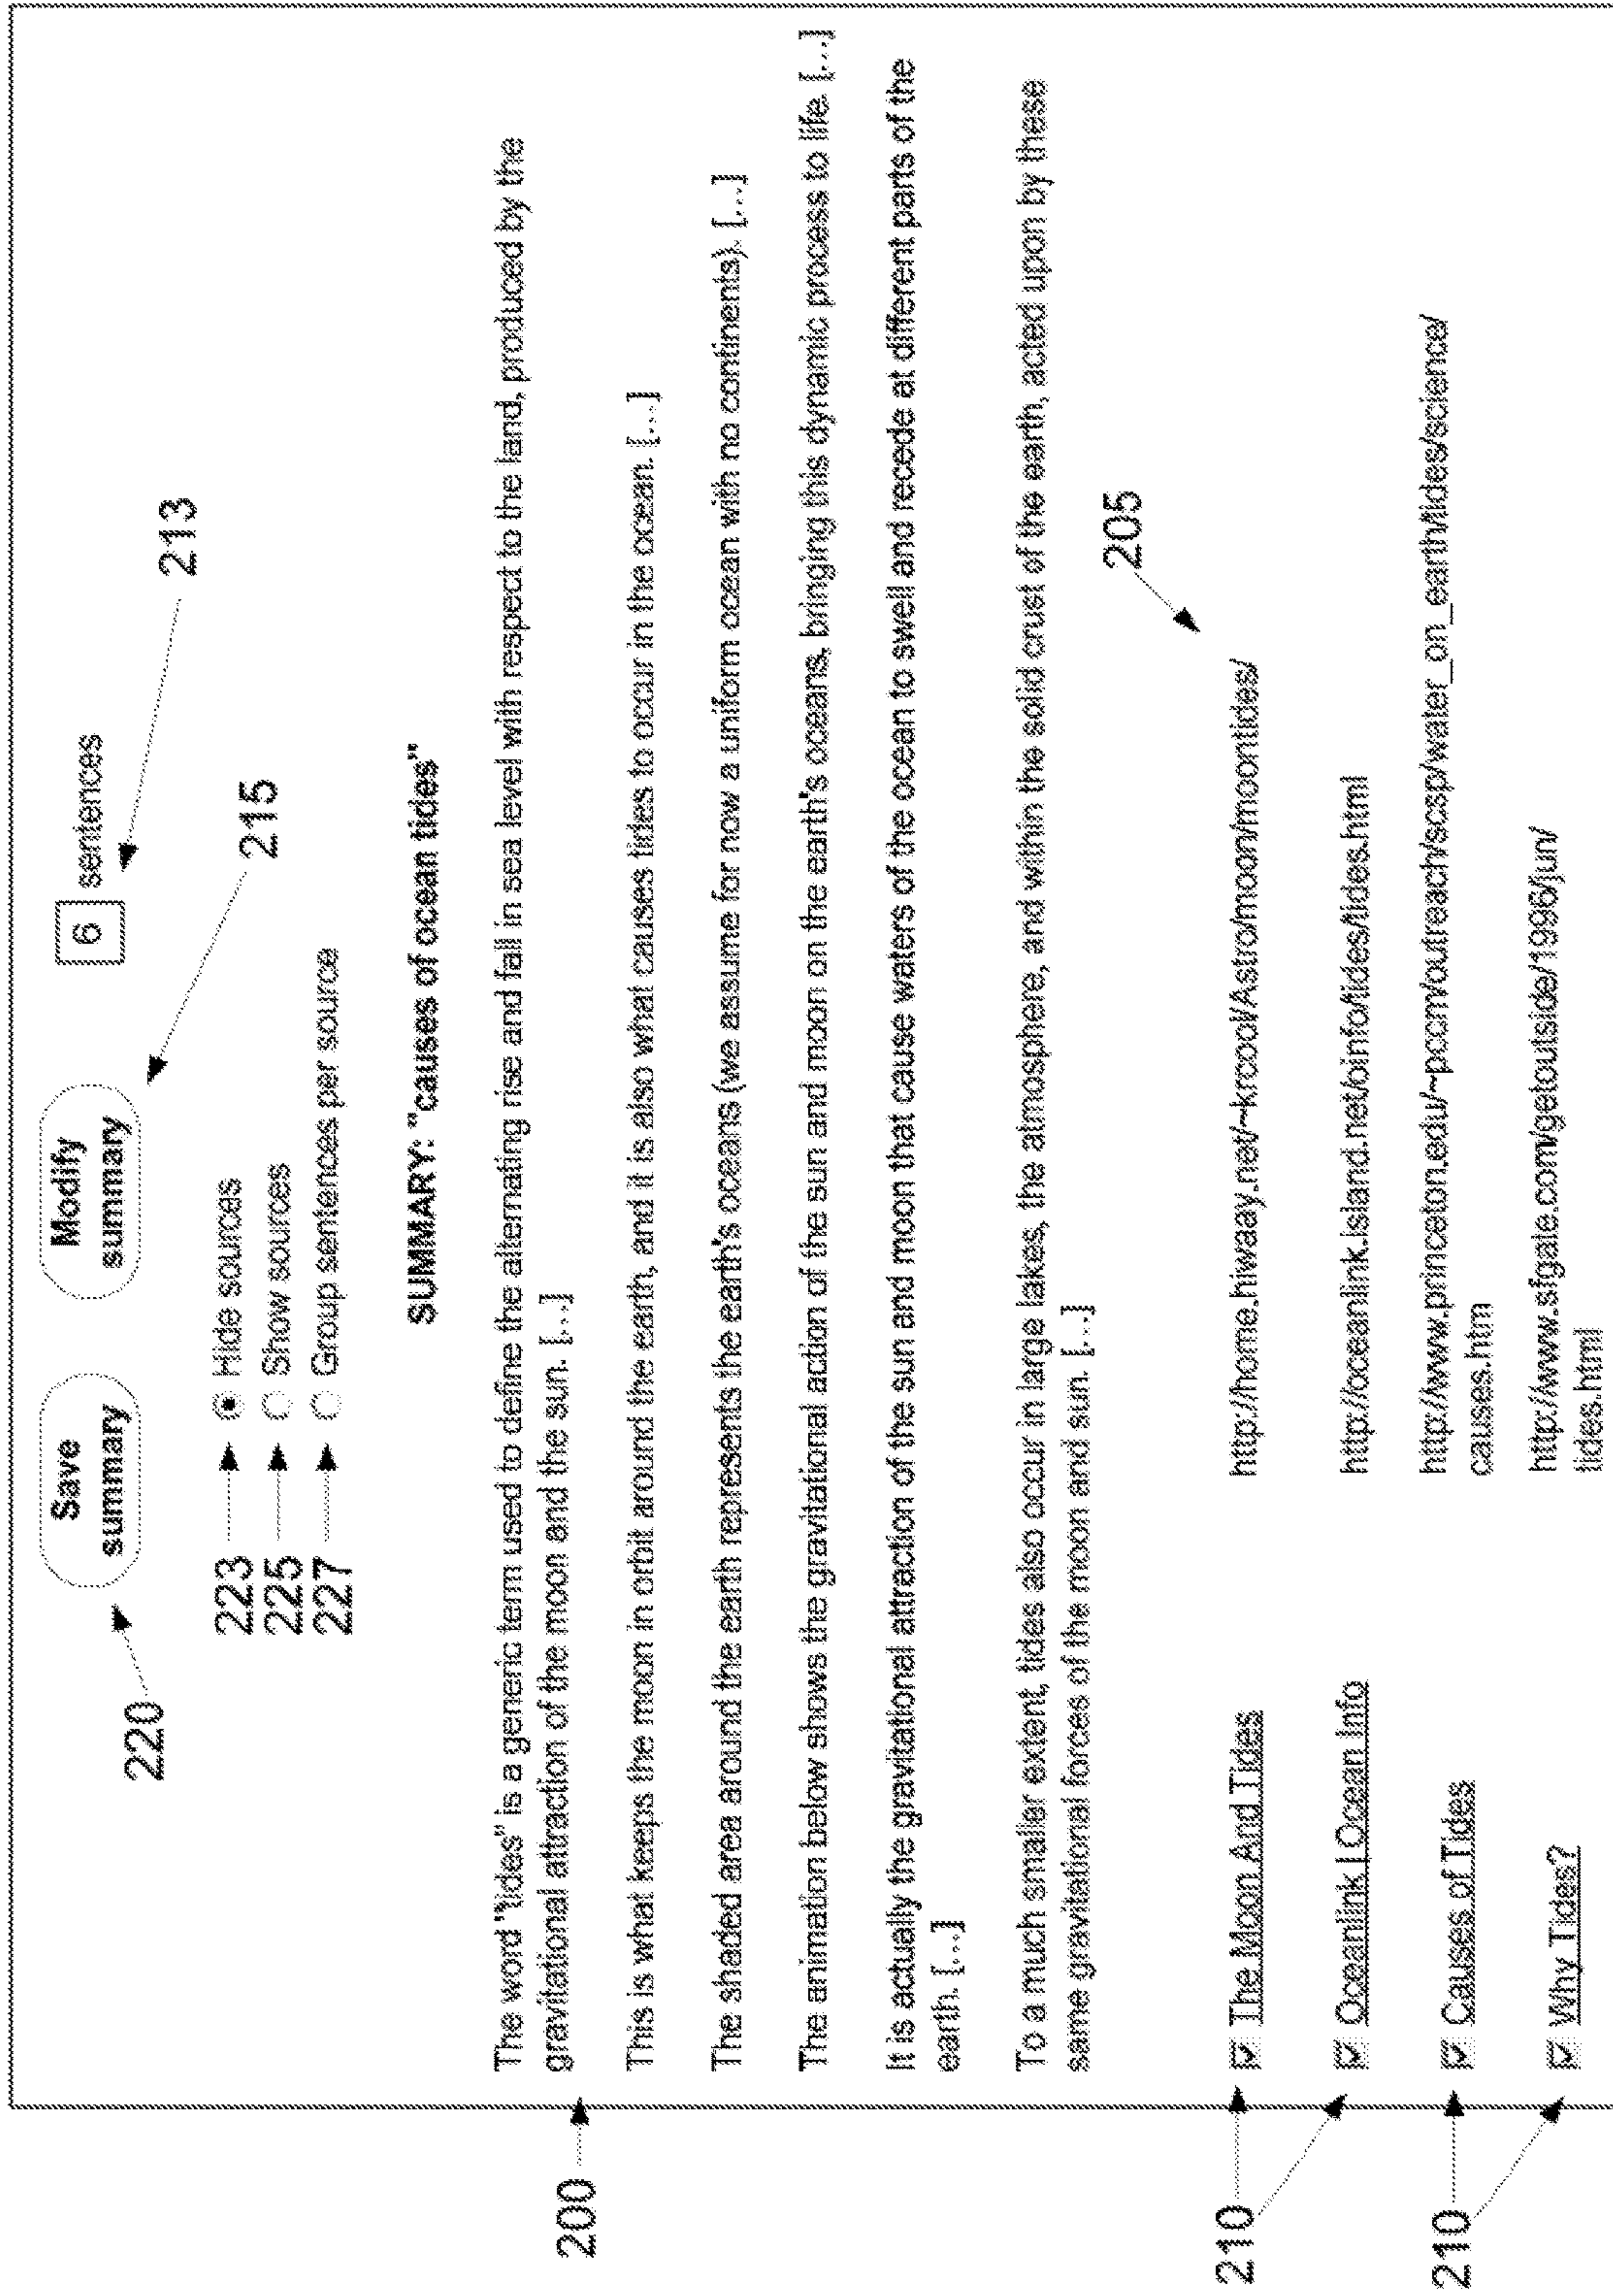 Save
summary
Modify
summary
6 sentences
213
220
215
223
Hide sources
225
Show sources
227
Group sentences per source
SUMMARY: "causes of ocean tides"
The word "tides" is a generic term used to define the alternating rise and fall in sea level with respect to the land, produced by the
gravitational attraction of the moon and the sun. [...]
200
This is what keeps the moon in orbit around the earth, and it is also what causes tides to occur in the ocean. [...]
The shaded area around the earth represents the earth's oceans (we assume for now a uniform ocean with no continents). [...]
The animation below shows the gravitational action of the sun and moon on the earth's oceans, bringing this dynamic process to life. [...]
It is actually the gravitational attraction of the sun and moon that cause waters of the ocean to swell and recede at different parts of the
earth. [...]
To a much smaller extent, tides also occur in large lakes, the atmosphere, and within the solid crust of the earth, acted upon by these
same gravitational forces of the moon and sun. [...]
205
210
The Moon And Tides http://home.hiwaay.net/~krcool/Astro/moon/moontides/
Oceanlink | Ocean Info http://oceanlink.island.net/oinfo/tides/tides.html
210
Causes of Tides http://www.princeton.edu/~pccm/outreach/scsp/water_on_earth/tides/science/
causes.htm
Why Tides? http://www.sfgate.com/getoutside/1996/jun/
tides.html